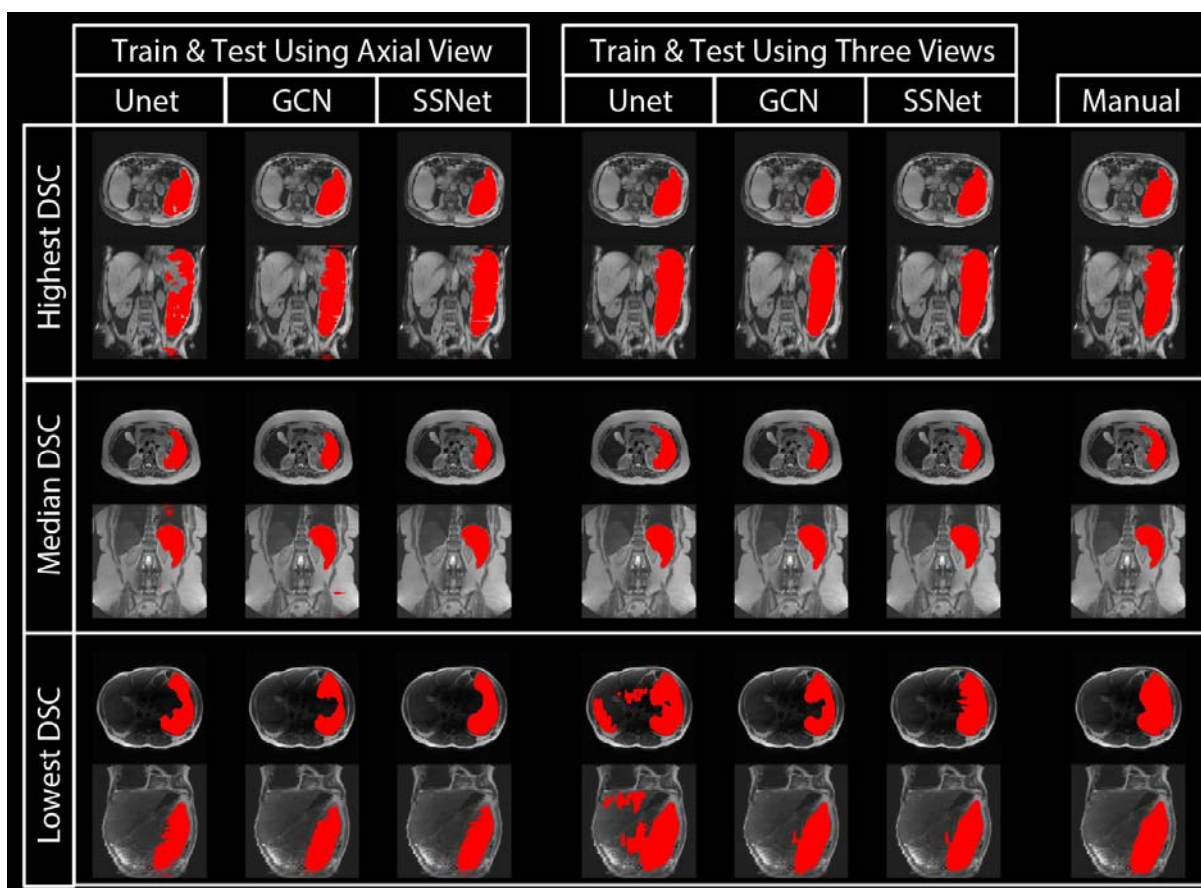 Train & Test Using Axial View
Train & Test Using Three Views
Unet
GCN
SSNet
Unet
GCN
SSNet
Manual
Highest DSC
Median DSC
Lowest DSC